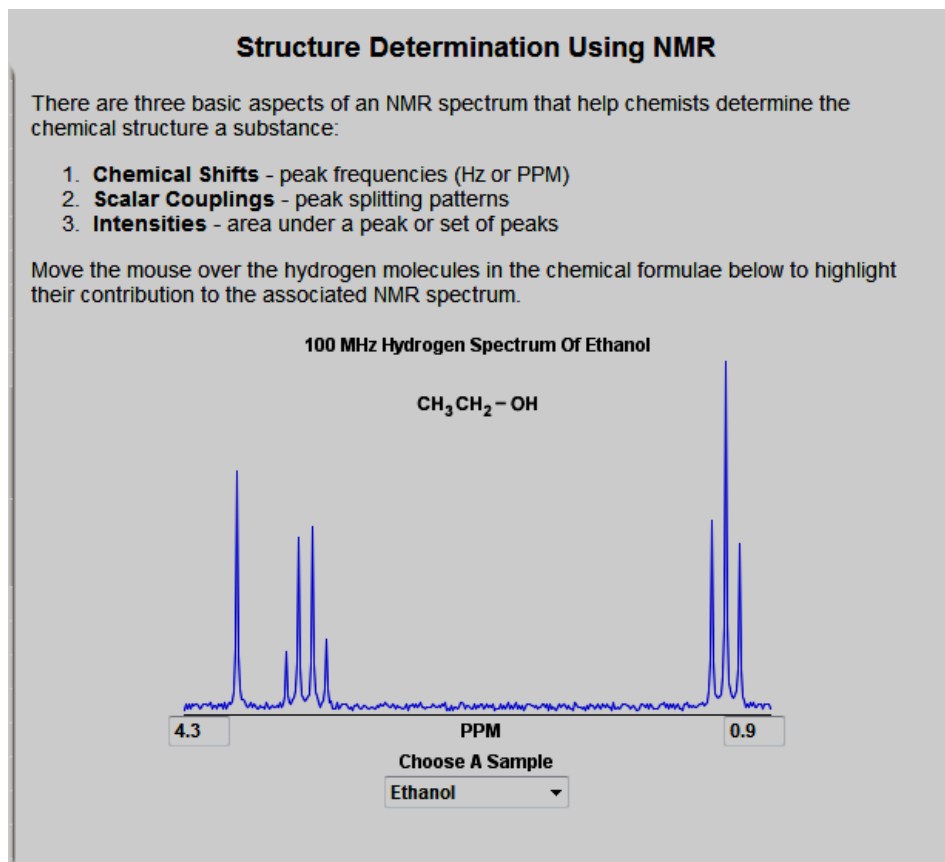 Structure Determination Using NMR
There are three basic aspects of an NMR spectrum that help chemists determine the
chemical structure a substance:
1. Chemical Shifts - peak frequencies (Hz or PPM)
2. Scalar Couplings - peak splitting patterns
3. Intensities - area under a peak or set of peaks
Move the mouse over the hydrogen molecules in the chemical formulae below to highlight
their contribution to the associated NMR spectrum.
100 MHz Hydrogen Spectrum Of Ethanol
CH₃CH₂−OH
4.3 PPM 0.9
Choose A Sample
Ethanol